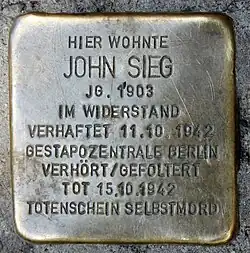 HIER WOHNTE
JOHN SIEG
JG. 1903
IM WIDERSTAND
VERHAFTET 11.10. 1942
GESTAPOZENTRALE BERLIN
VERHÖRT/GEFOLTERT
TOT 15.10.1942
TOTENSCHEIN SELBSTMORD